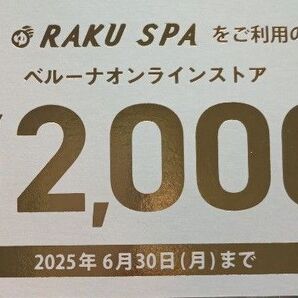 RAKU SPA をご利用の
ベルーナオンラインストア
2,000
2025年 6月30日(月)まで